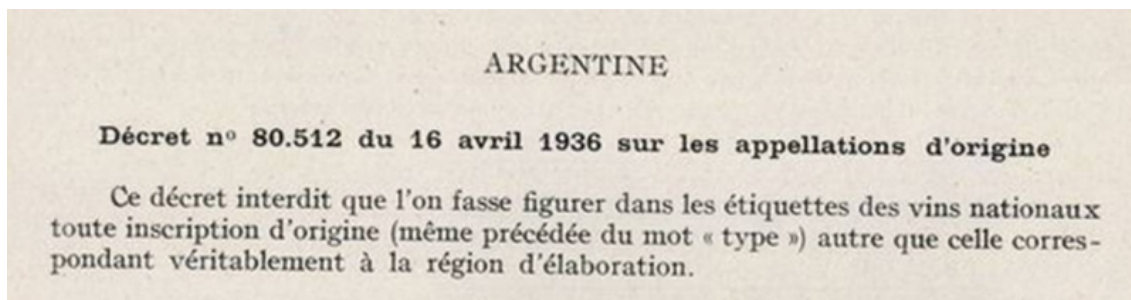 ARGENTINE
Décret nº 80.512 du 16 avril 1936 sur les appellations d'origine
Ce décret interdit que l'on fasse figurer dans les étiquettes des vins nationaux
toute inscription d'origine (même précédée du mot « type ») autre que celle corres-
pondant véritablement à la région d'élaboration.